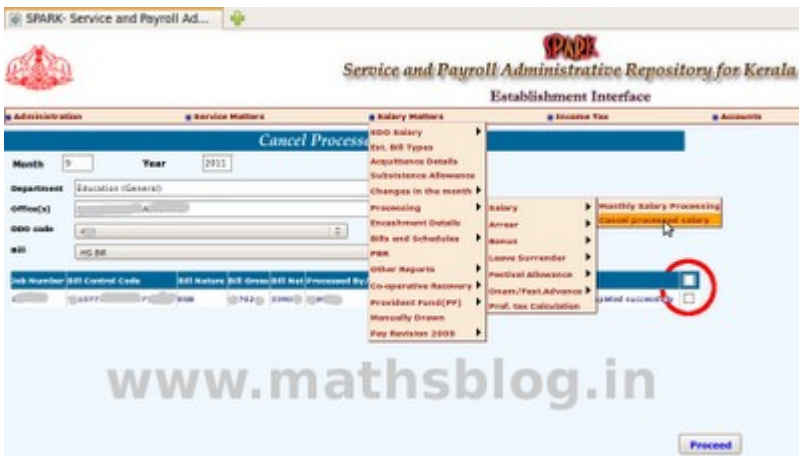 SPARK- Service and Payroll Ad...
SPARK
Service and Payroll Administrative Repository for Kerala
Establishment Interface
Administration
Service Matters
Salary Matters
Income Tax
Accounts
Cancel Processe
Month 9 Year 2011
Department Education (General)
Office(s)
DDO code
Bill
HG Bill
Job Number Bill Control Code Bill Nature Bill Gross Bill Net Processed By/
updated successfully
DDO Salary
Est. Bill Types
Acquittance Details
Subsistence Allowance
Changes in the month
Processing
Encashment Details
Bills and Schedules
PBR
Other Reports
Co-operative Recovery
Provident Fund(PF)
Manually Drawn
Pay Revision 2009
Salary
Arrear
Bonus
Leave Surrender
Festival Allowance
Onam/Fest.Advance
Prof. tax Calculation
Monthly Salary Processing
Cancel processed salary
www.mathsblog.in
Proceed